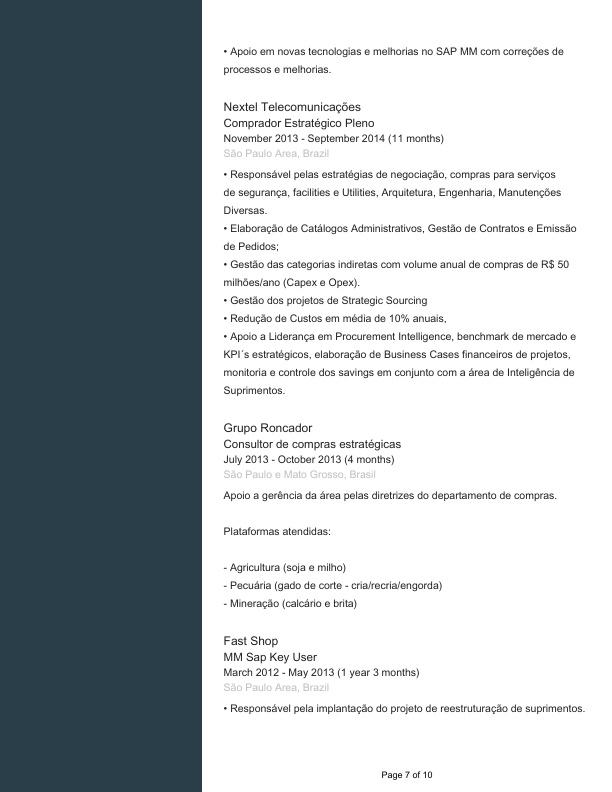 • Apoio em novas tecnologias e melhorias no SAP MM com correções de
processos e melhorias.
Nextel Telecomunicações
Comprador Estratégico Pleno
November 2013 - September 2014 (11 months)
São Paulo Area, Brazil
• Responsável pelas estratégias de negociação, compras para serviços
de segurança, facilities e Utilities, Arquitetura, Engenharia, Manutenções
Diversas.
• Elaboração de Catálogos Administrativos, Gestão de Contratos e Emissão
de Pedidos;
• Gestão das categorias indiretas com volume anual de compras de R$ 50
milhões/ano (Capex e Opex).
• Gestão dos projetos de Strategic Sourcing
• Redução de Custos em média de 10% anuais,
• Apoio a Liderança em Procurement Intelligence, benchmark de mercado e
KPI´s estratégicos, elaboração de Business Cases financeiros de projetos,
monitoria e controle dos savings em conjunto com a área de Inteligência de
Suprimentos.
Grupo Roncador
Consultor de compras estratégicas
July 2013 - October 2013 (4 months)
São Paulo e Mato Grosso, Brasil
Apoio a gerência da área pelas diretrizes do departamento de compras.
Plataformas atendidas:
- Agricultura (soja e milho)
- Pecuária (gado de corte - cria/recria/engorda)
- Mineração (calcário e brita)
Fast Shop
MM Sap Key User
March 2012 - May 2013 (1 year 3 months)
São Paulo Area, Brazil
• Responsável pela implantação do projeto de reestruturação de suprimentos.
Page 7 of 10